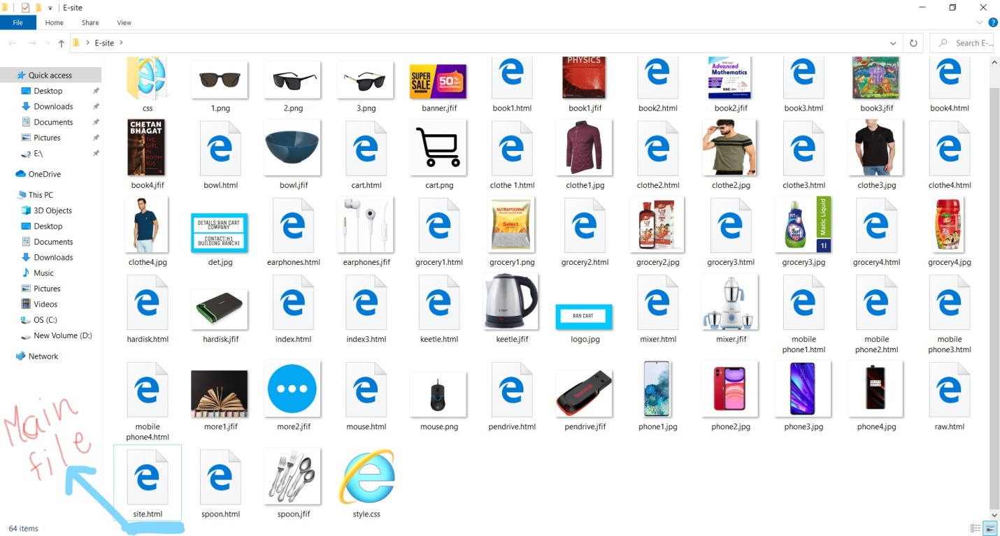 E-site
File Home Share View
E-site
Search E-...
Quick access
Desktop
Downloads
Documents
Pictures
E:\
OneDrive
This PC
3D Objects
Desktop
Documents
Downloads
Music
Pictures
Videos
OS (C:)
New Volume (D:)
Network
Main
file
SUPER
SALE
50%
PHYSICS
Advanced
Mathematics
SSC
css 1.png 2.png 3.png banner.jfif book1.html book1.jfif book2.html book2.jfif book3.html book3.jfif book4.html
CHETAN
BHAGAT
THE
GIRL
IN
ROOM
105
book4.jfif bowl.html bowl.jfif cart.html cart.png clothe 1.html clothe1.jpg clothe2.html clothe2.jpg clothe3.html clothe3.jpg clothe4.html
DETAILS:RAN CART
COMPANY
CONTACT:H1
BUILDING RANCHI
NUTRAPOORNA
Select
Surf
Matic Liquid
1l
clothe4.jpg det.jpg earphones.html earphones.jfif grocery1.html grocery1.png grocery2.html grocery2.jpg grocery3.html grocery3.jpg grocery4.html grocery4.jpg
RAN CART
hardisk.html hardisk.jfif index.html index3.html keetle.html keetle.jfif logo.jpg mixer.html mixer.jfif mobile phone1.html mobile phone2.html mobile phone3.html
SanDisk
mobile phone4.html more1.jfif more2.jfif mouse.html mouse.png pendrive.html pendrive.jfif phone1.jpg phone2.jpg phone3.jpg phone4.jpg raw.html
site.html spoon.html spoon.jfif style.css
64 items